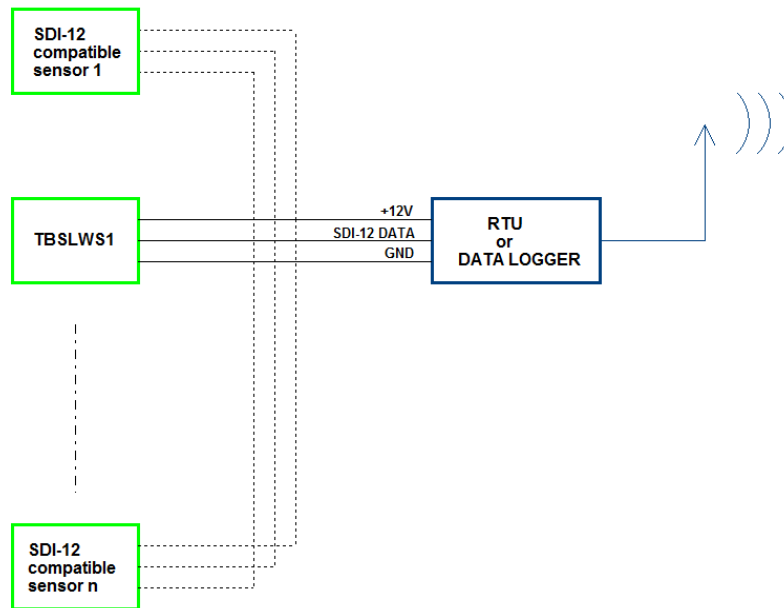 SDI-12
compatible
sensor 1
TBSLWS1
+12V
SDI-12 DATA
GND
RTU
or
DATA LOGGER
SDI-12
compatible
sensor n